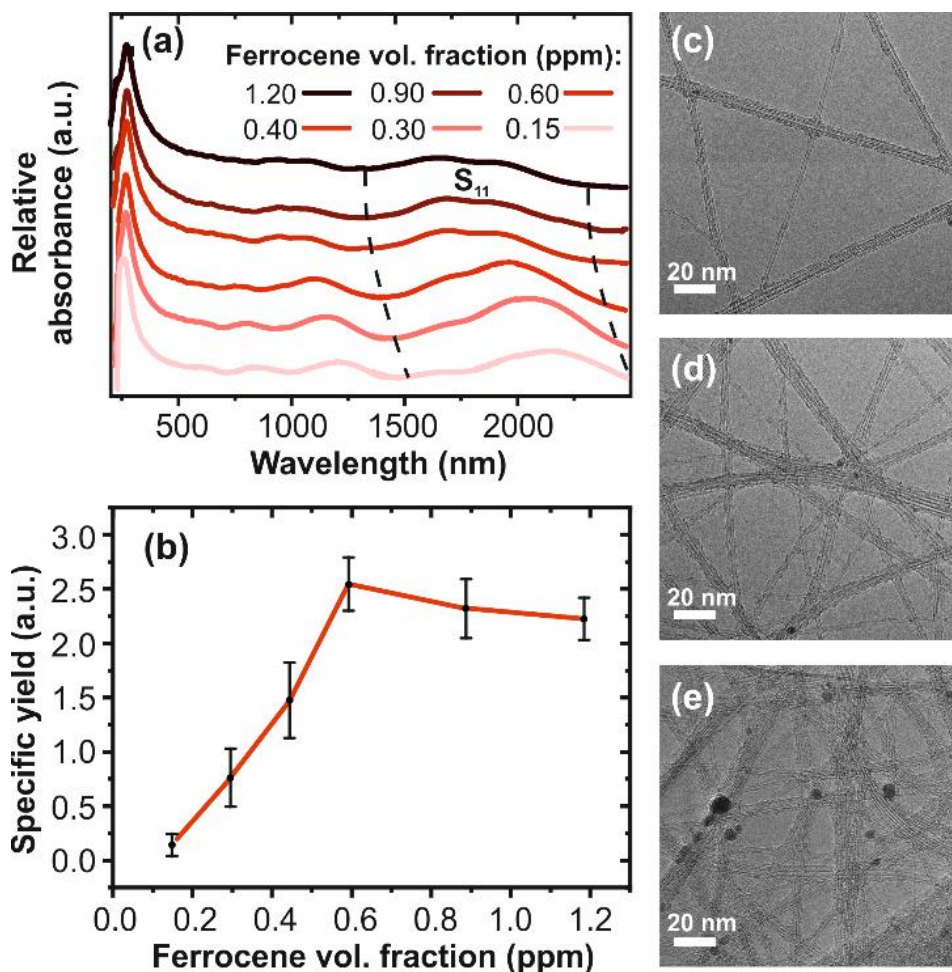 (a)
Ferrocene vol. fraction (ppm):
1.20 0.90 0.60
0.40 0.30 0.15
S11
Relative
absorbance (a.u.)
500 1000 1500 2000
Wavelength (nm)
(b)
3.0
2.5
2.0
1.5
1.0
0.5
0.0
Specific yield (a.u.)
0.0 0.2 0.4 0.6 0.8 1.0 1.2
Ferrocene vol. fraction (ppm)
(c)
20 nm
(d)
20 nm
(e)
20 nm